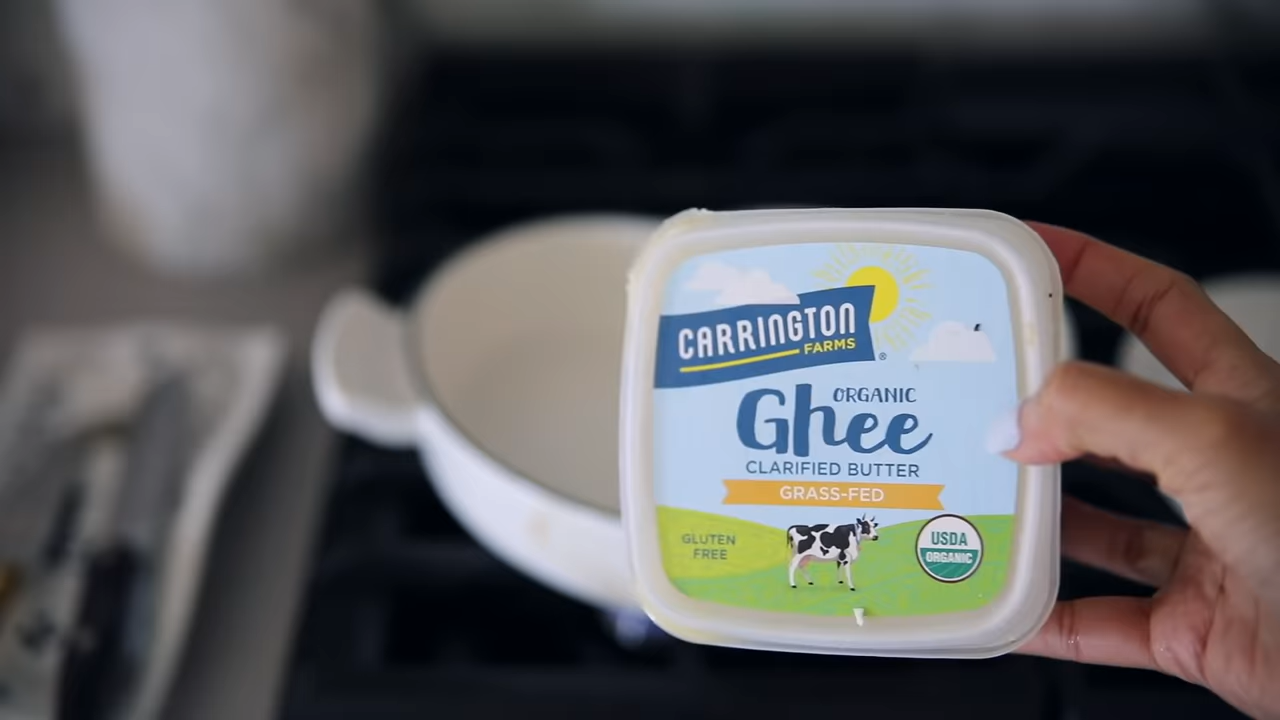 CARRINGTON
FARMS®
ORGANIC
Ghee
CLARIFIED BUTTER
GRASS-FED
GLUTEN
FREE
USDA
ORGANIC